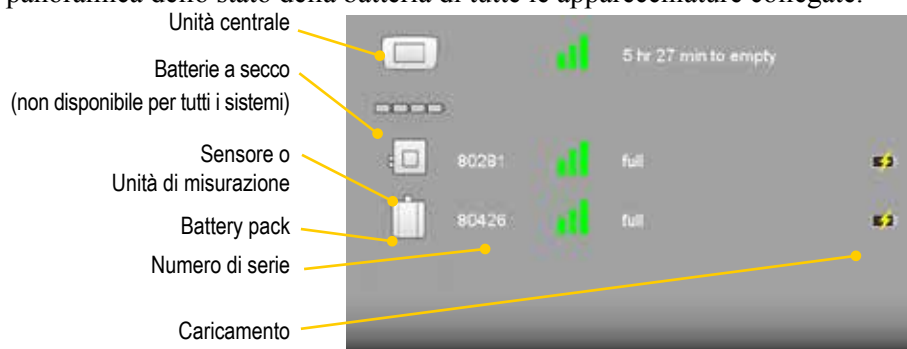 panoramica dello stato della batteria di tutte le apparecchiature collegate.
Unità centrale
5 hr 27 min to empty
Batterie a secco
(non disponibile per tutti i sistemi)
80281 full
Sensore o
Unità di misurazione
Battery pack
80426 full
Numero di serie
Caricamento